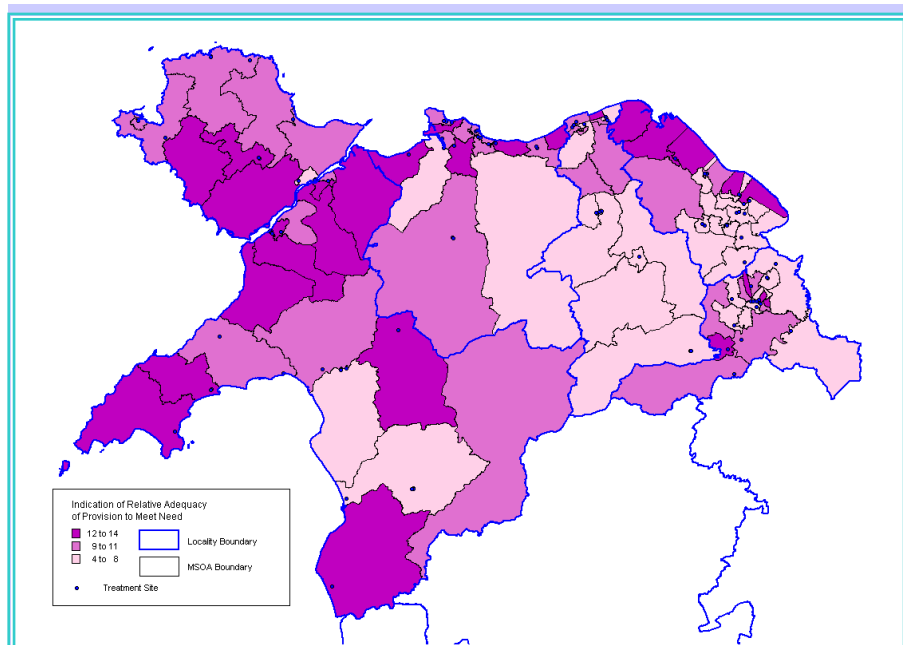 Indication of Relative Adequacy
of Provision to Meet Need
12 to 14
9 to 11
4 to 8
Locality Boundary
MSOA Boundary
Treatment Site